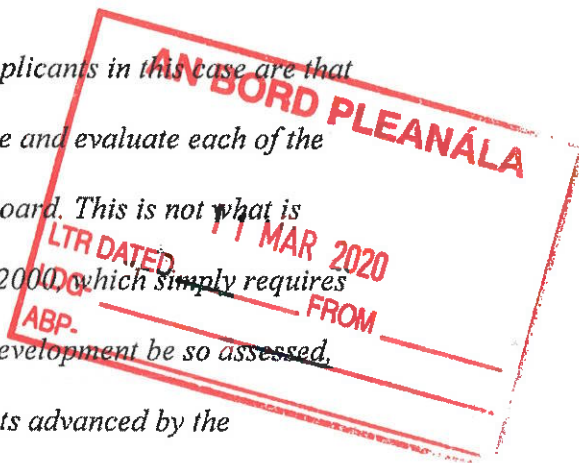 plicants in this case are that
AN BORD PLEANÁLA
e and evaluate each of the
oard. This is not what is
11 MAR 2020
LTR DATED FROM
2000, which simply requires
LDG-
ABP-
evelopment be so assessed,
ts advanced by the